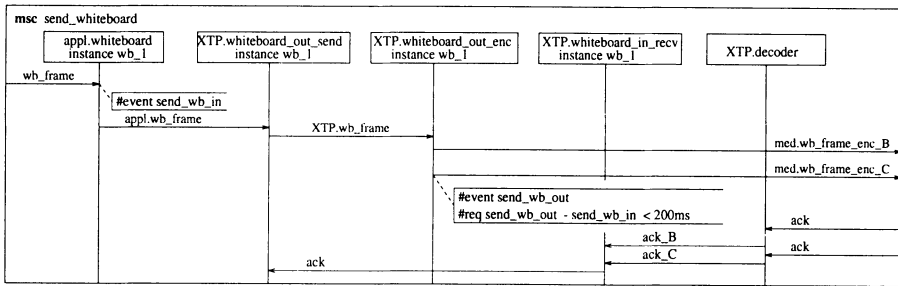 msc send_whiteboard
appl.whiteboard
instance wb_1
XTP.whiteboard_out_send
instance wb_1
XTP.whiteboard_out_enc
instance wb_1
XTP.whiteboard_in_recv
instance wb_1
XTP.decoder
wb_frame
#event send_wb_in
appl.wb_frame
XTP.wb_frame
med.wb_frame_enc_B
med.wb_frame_enc_C
#event send_wb_out
#req send_wb_out - send_wb_in < 200ms
ack
ack_B
ack
ack_C
ack